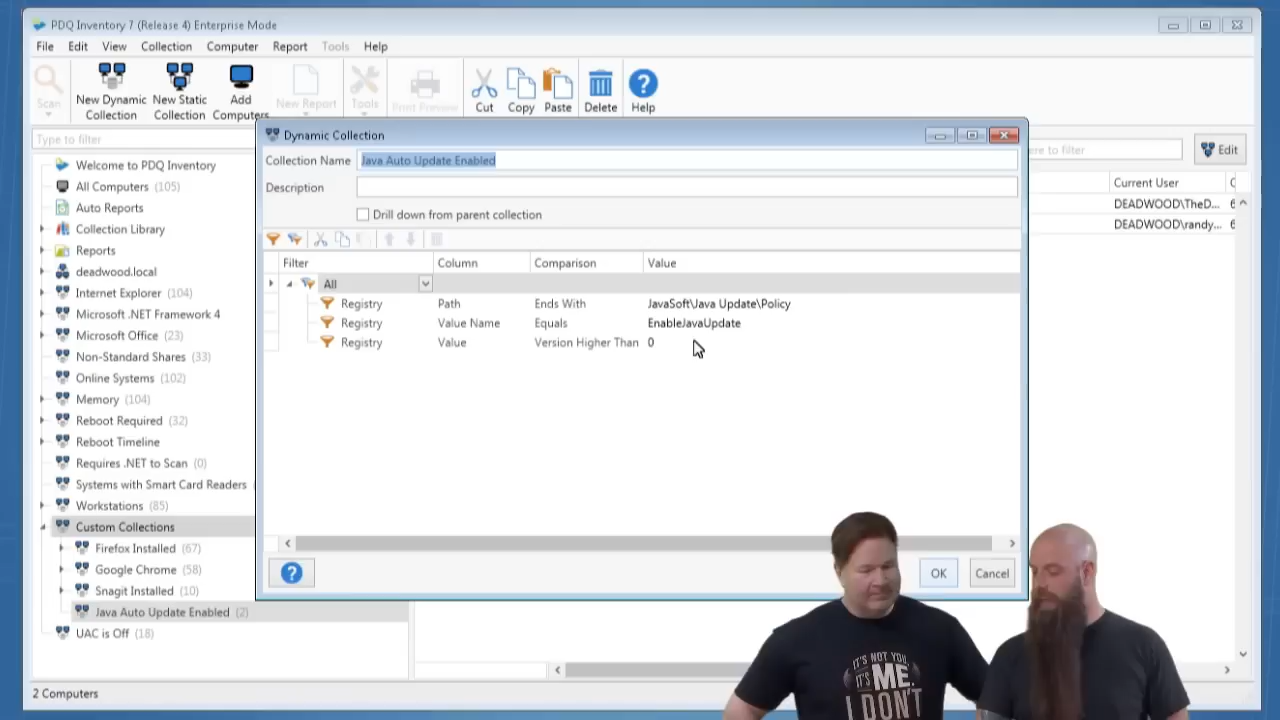 PDQ Inventory 7 (Release 4) Enterprise Mode
File Edit View Collection Computer Report Tools Help
Scan New Dynamic Collection New Static Collection Add Computers New Report Tools Print Preview Cut Copy Paste Delete Help
Type to filter
Welcome to PDQ Inventory
All Computers (105)
Auto Reports
Collection Library
Reports
deadwood.local
Internet Explorer (104)
Microsoft .NET Framework 4
Microsoft Office (23)
Non-Standard Shares (33)
Online Systems (102)
Memory (104)
Reboot Required (32)
Reboot Timeline
Requires .NET to Scan (0)
Systems with Smart Card Readers
Workstations (85)
Custom Collections
Firefox Installed (67)
Google Chrome (58)
Snagit Installed (10)
Java Auto Update Enabled (2)
UAC is Off (18)
2 Computers
Dynamic Collection
Collection Name Java Auto Update Enabled
Description
Drill down from parent collection
Filter Column Comparison Value
All
Registry Path Ends With JavaSoft\Java Update\Policy
Registry Value Name Equals EnableJavaUpdate
Registry Value Version Higher Than 0
OK Cancel
ere to filter Edit
Current User C
DEADWOOD\TheD... 6
DEADWOOD\randy... 6
IT'S NOT YOU.
IT'S ME.
I DON'T